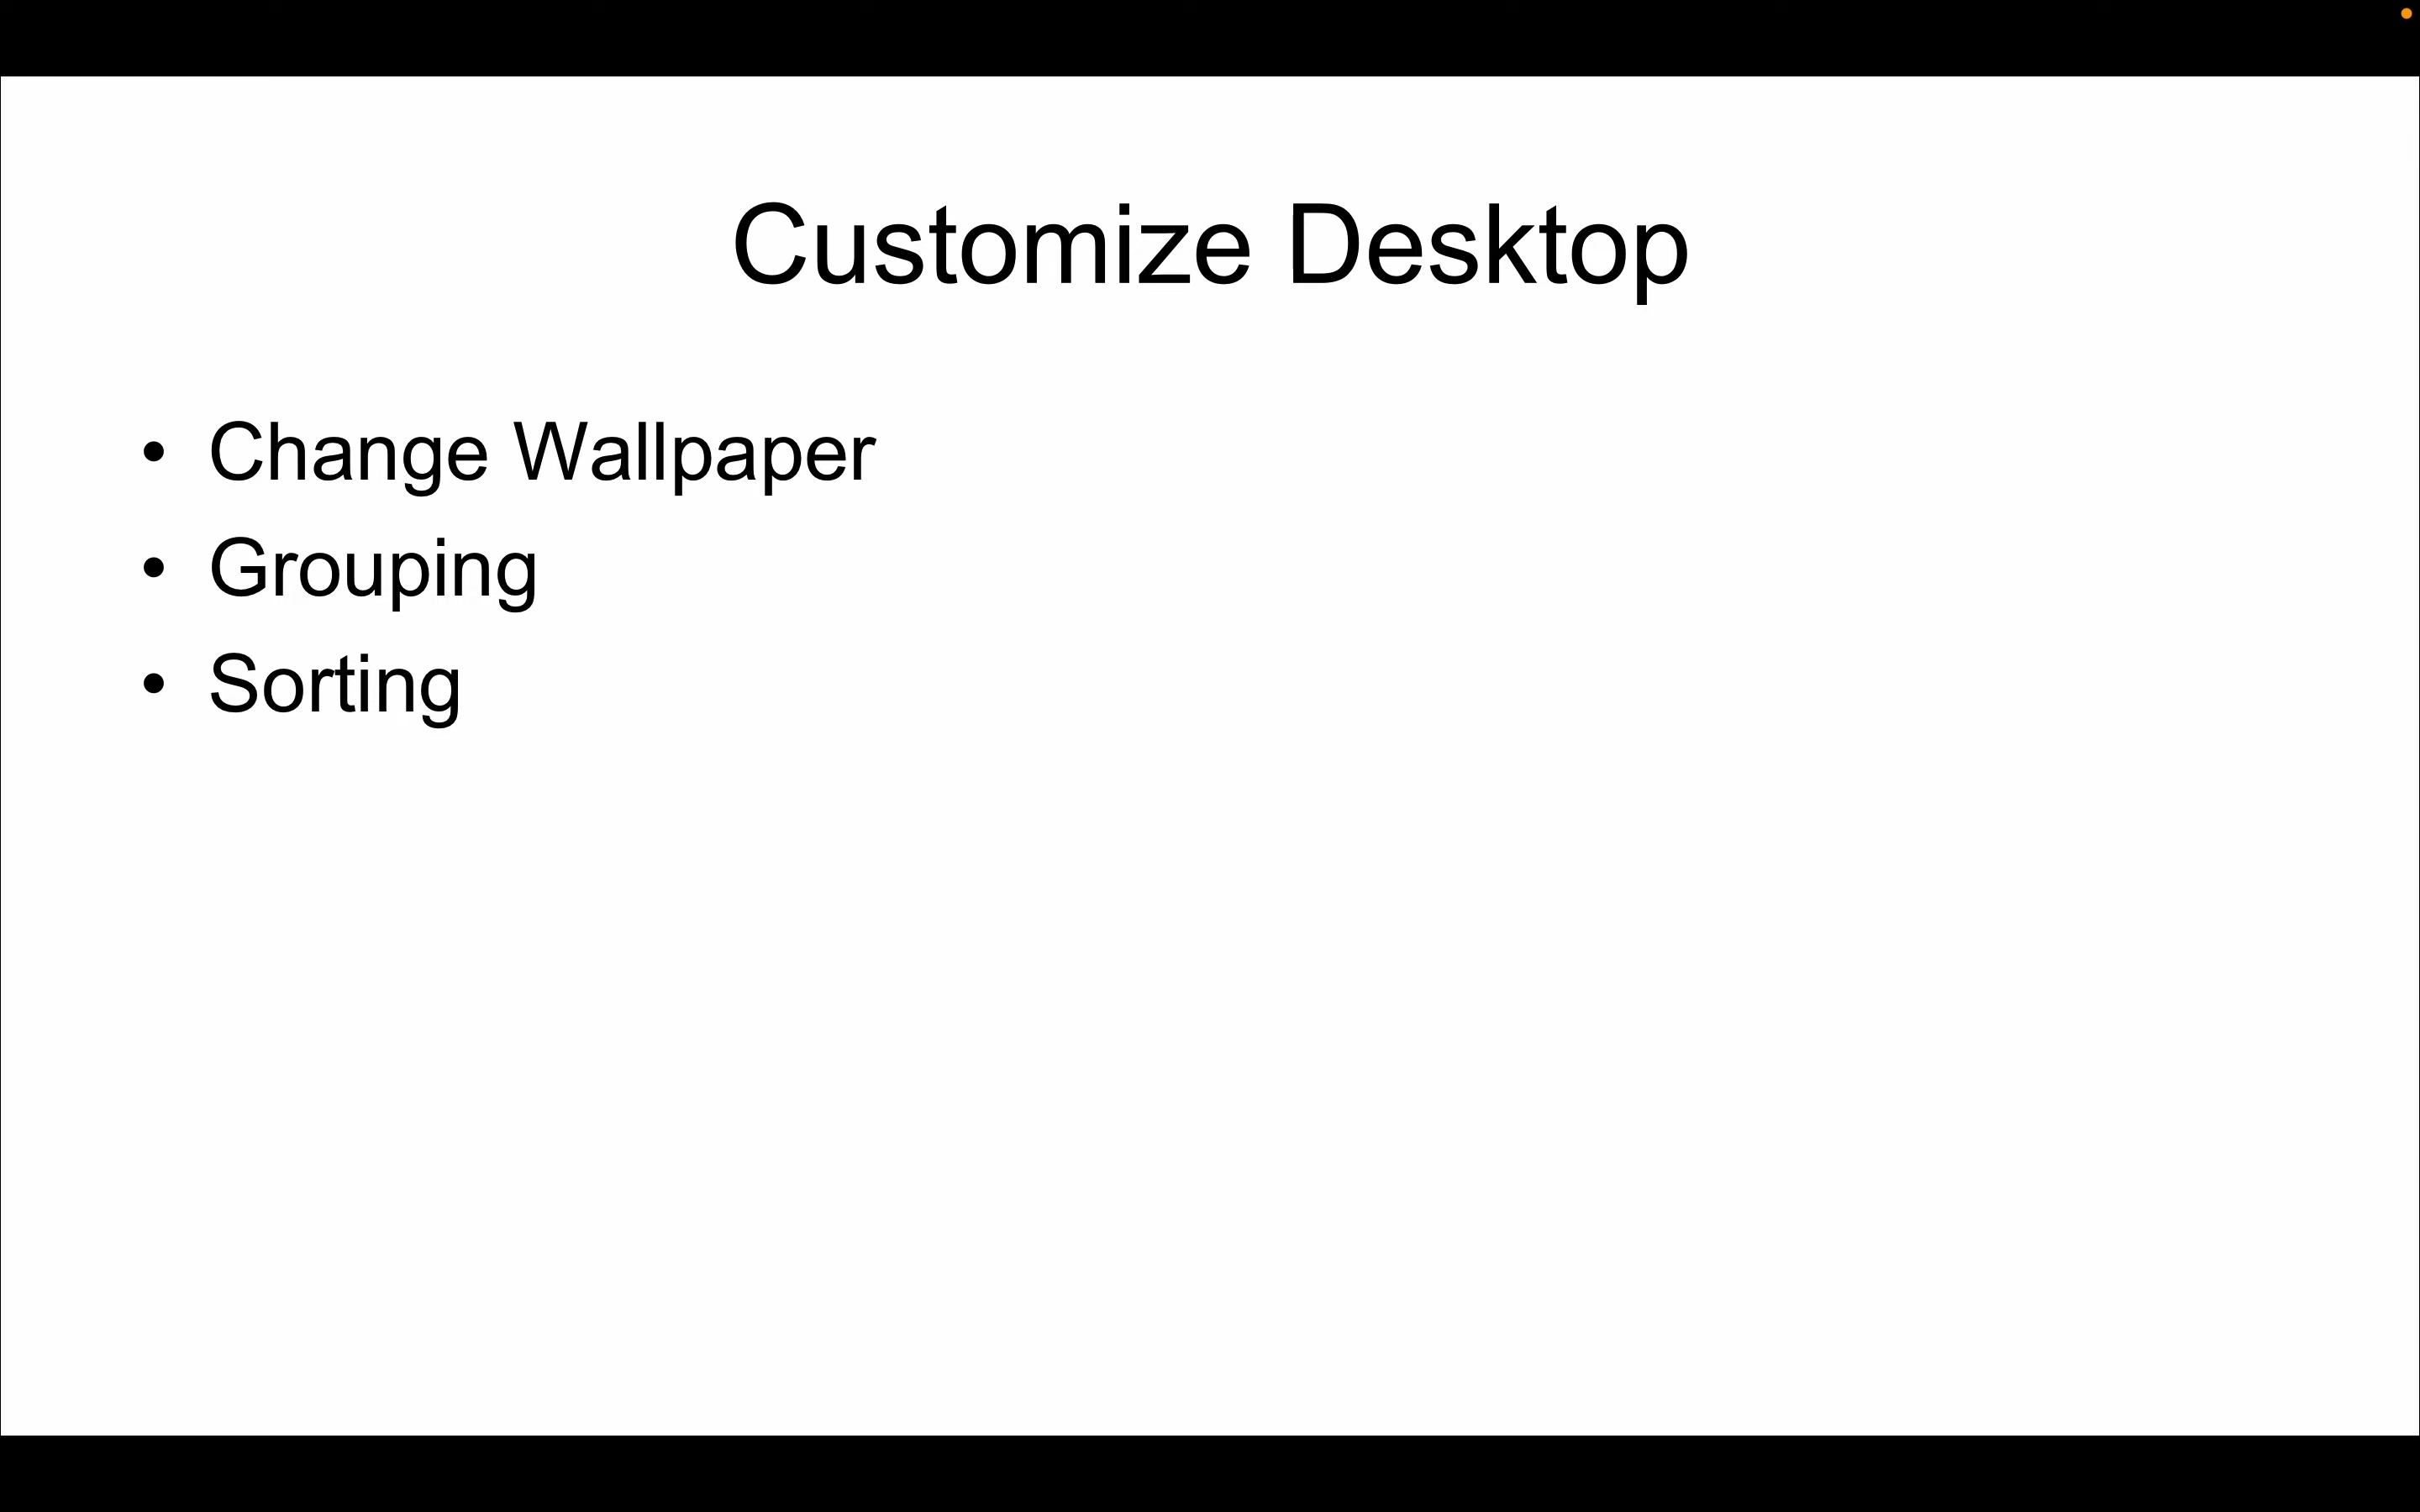 Customize Desktop
• Change Wallpaper
• Grouping
• Sorting